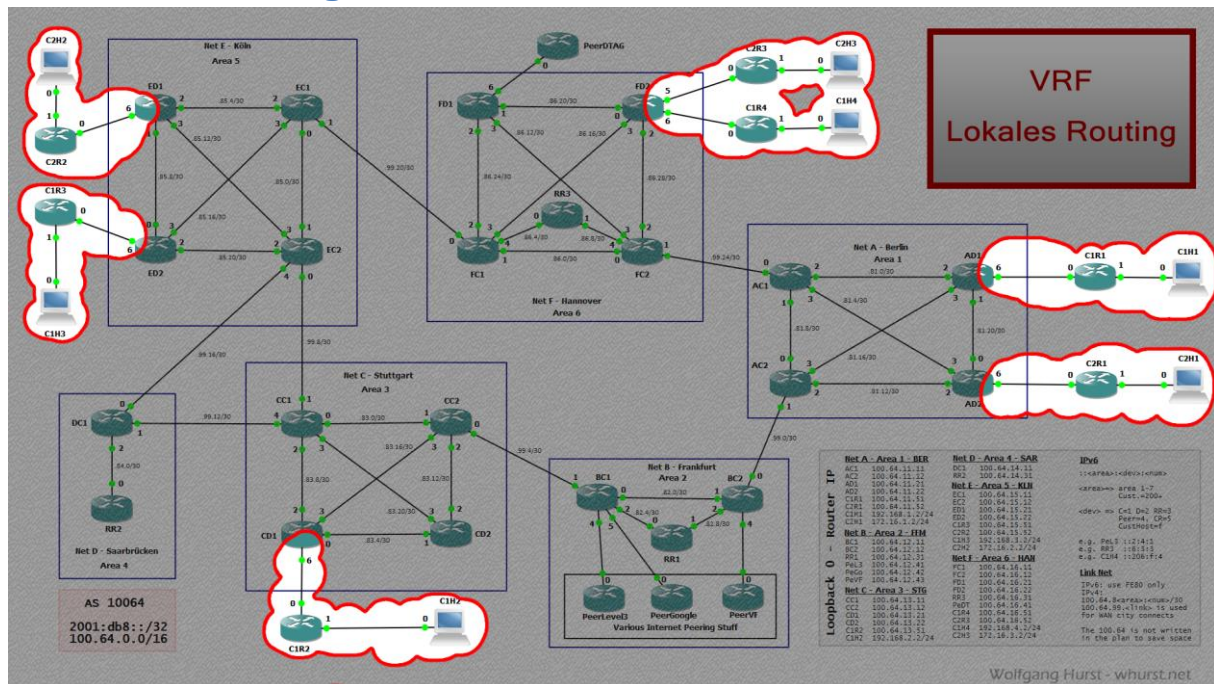 VRF
Lokales Routing
Net E - Köln
Area 5
C2H2
ED1
EC1
C2R2
C1R3
ED2
EC2
C1H3
.85.4/30
.85.12/30
.85.8/30
.85.0/30
.85.16/30
.85.20/30
PeerDTAG
FD1
FD2
.86.20/30
.86.12/30
.86.16/30
.86.24/30
.86.28/30
RR3
.86.4/30
.86.8/30
.86.0/30
FC1
FC2
Net F - Hannover
Area 6
C2R3
C2H3
C1R4
C1H4
.99.20/30
.99.24/30
.99.16/30
.99.8/30
Net A - Berlin
Area 1
AC1
AD1
AC2
AD2
.81.0/30
.81.4/30
.81.8/30
.81.20/30
.81.16/30
.81.12/30
C1R1
C1H1
C2R1
C2H1
.99.0/30
Net C - Stuttgart
Area 3
CC1
CC2
CD1
CD2
.83.0/30
.83.16/30
.83.8/30
.83.12/30
.83.20/30
.83.4/30
.99.12/30
.99.4/30
DC1
.84.0/30
RR2
Net D - Saarbrücken
Area 4
C1H2
C1R2
Net B - Frankfurt
Area 2
BC1
BC2
.82.0/30
.82.4/30
.82.8/30
RR1
PeerLevel3
PeerGoogle
PeerVF
Various Internet Peering Stuff
AS 10064
2001:db8::/32
100.64.0.0/16
Loopback 0 - Router IP
Net A - Area 1 - BER
AC1 100.64.11.11
AC2 100.64.11.12
AD1 100.64.11.21
AD2 100.64.11.22
C1R1 100.64.11.51
C2R1 100.64.11.52
C1H1 192.168.1.2/24
C2H1 172.16.1.2/24
Net B - Area 2 - FFM
BC1 100.64.12.11
BC2 100.64.12.12
RR1 100.64.12.31
PeL3 100.64.12.41
PeGo 100.64.12.42
PeVF 100.64.12.43
Net C - Area 3 - STG
CC1 100.64.13.11
CC2 100.64.13.12
CD1 100.64.13.21
CD2 100.64.13.22
C1R2 100.64.13.51
C1H2 192.168.2.2/24
Net D - Area 4 - SAR
DC1 100.64.14.11
RR2 100.64.14.31
Net E - Area 5 - KLN
EC1 100.64.15.11
EC2 100.64.15.12
ED1 100.64.15.21
ED2 100.64.15.22
C1R3 100.64.15.51
C2R2 100.64.15.52
C1H3 192.168.3.2/24
C2H2 172.16.2.2/24
Net F - Area 6 - HAN
FC1 100.64.16.11
FC2 100.64.16.12
FD1 100.64.16.21
FD2 100.64.16.22
RR3 100.64.16.31
PeDT 100.64.16.41
C1R4 100.64.16.51
C2R3 100.64.16.52
C1H4 192.168.4.2/24
C2H3 172.16.3.2/24
IPv6
::<area>:<dev>:<num>
<area>=> area 1-7
Cust.=200+
<dev> => C=1 D=2 RR=3
Peer=4, CR=5
CustHost=f
e.g. PeL3 ::2:4:1
e.g. RR3 ::6:3:3
e.g. C1H4 ::206:f:4
Link Net
IPv6: use FE80 only
IPv4:
100.64.8<area>:<num>/30
100.64.99.<link> is used
for WAN city connects
The 100.64 is not written
in the plan to save space
Wolfgang Hurst - whurst.net